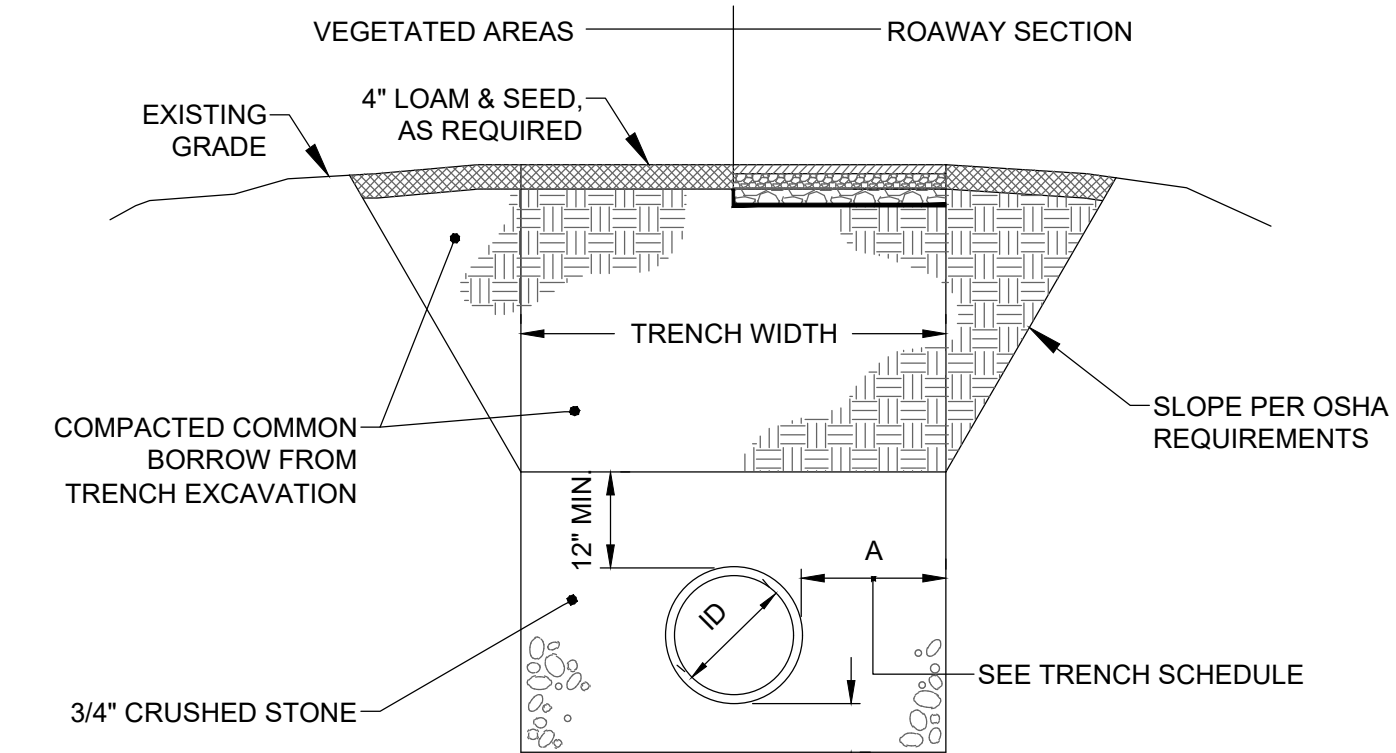 VEGETATED AREAS
ROAWAY SECTION
4" LOAM & SEED,
AS REQUIRED
EXISTING
GRADE
TRENCH WIDTH
COMPACTED COMMON
BORROW FROM
TRENCH EXCAVATION
SLOPE PER OSHA
REQUIREMENTS
12" MIN.
A
ID
SEE TRENCH SCHEDULE
3/4" CRUSHED STONE